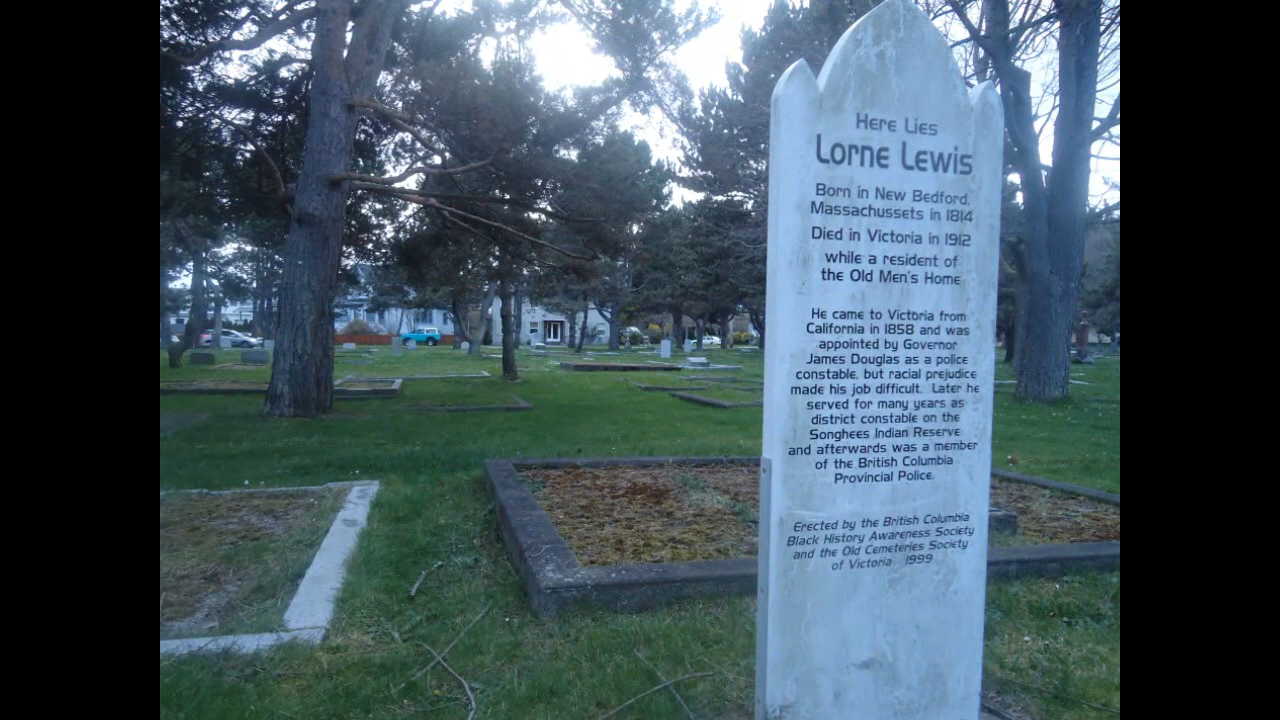 Here Lies
Lorne Lewis
Born in New Bedford,
Massachussets in 1814
Died in Victoria in 1912
while a resident of
the Old Men's Home
He came to Victoria from
California in 1858 and was
appointed by Governor
James Douglas as a police
constable, but racial prejudice
made his job difficult. Later he
served for many years as
district constable on the
Songhees Indian Reserve
and afterwards was a member
of the British Columbia
Provincial Police.
Erected by the British Columbia
Black History Awareness Society
and the Old Cemeteries Society
of Victoria 1999